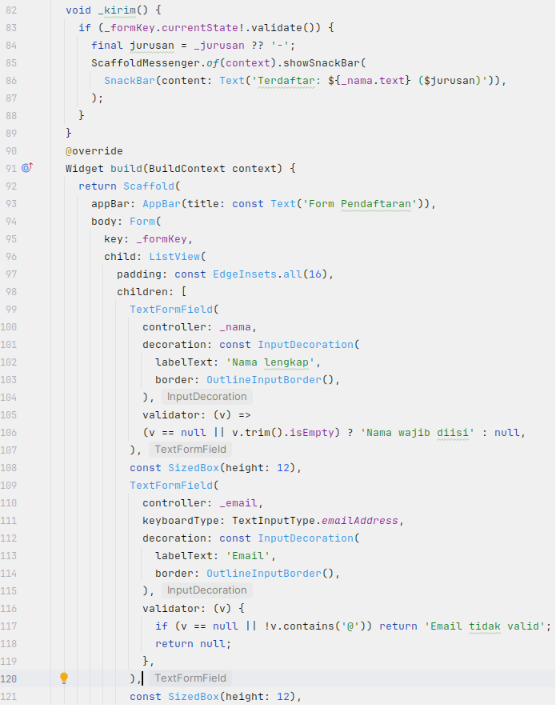 82 void _kirim() {
83 if (_formKey.currentState!.validate()) {
84 final jurusan = _jurusan ?? '-';
85 ScaffoldMessenger.of(context).showSnackBar(
86 SnackBar(content: Text('Terdaftar: ${_nama.text} ($jurusan)')),
87 );
88 }
89 }
90 @override
91 Widget build(BuildContext context) {
92 return Scaffold(
93 appBar: AppBar(title: const Text('Form Pendaftaran')),
94 body: Form(
95 key: _formKey,
96 child: ListView(
97 padding: const EdgeInsets.all(16),
98 children: [
99 TextFormField(
100 controller: _nama,
101 decoration: const InputDecoration(
102 labelText: 'Nama lengkap',
103 border: OutlineInputBorder(),
104 ), InputDecoration
105 validator: (v) =>
106 (v == null || v.trim().isEmpty) ? 'Nama wajib diisi' : null,
107 ), TextFormField
108 const SizedBox(height: 12),
109 TextFormField(
110 controller: _email,
111 keyboardType: TextInputType.emailAddress,
112 decoration: const InputDecoration(
113 labelText: 'Email',
114 border: OutlineInputBorder(),
115 ), InputDecoration
116 validator: (v) {
117 if (v == null || !v.contains('@')) return 'Email tidak valid';
118 return null;
119 },
120 ), TextFormField
121 const SizedBox(height: 12),